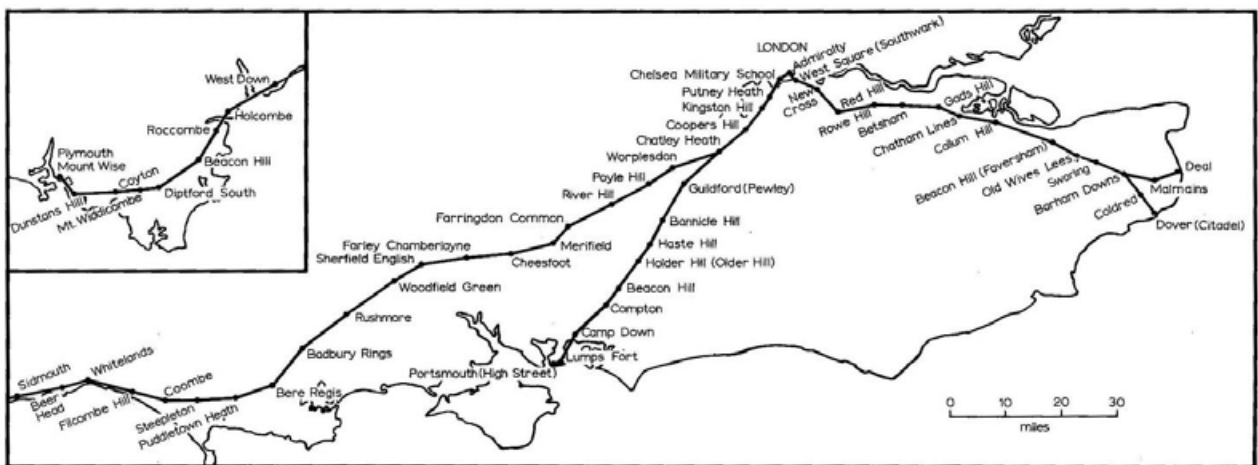 West Down
Holcombe
Roccombe
Plymouth
Mount Wise
Beacon Hill
Coyton
Diptford South
Dunstans Hill
Mt. Widdicombe
LONDON
Admiralty
West Square (Southwark)
Chelsea Military School
Putney Heath
New
Cross
Red Hill
Gads Hill
Kingston Hill
Rowe Hill
Betsham
Coopers Hill
Chatham Lines
Callum Hill
Chatley Heath
Worplesdon
Beacon Hill (Faversham)
Old Wives Lees
Swaring
Barham Downs
Deal
Malmains
Coldred
Dover (Citadel)
Payle Hill
Guildford (Pewley)
River Hill
Bannicle Hill
Farringdon Common
Merifield
Haste Hill
Farley Chamberlayne
Sherfield English
Cheesfoot
Holder Hill (Older Hill)
Woodfield Green
Beacon Hill
Compton
Rushmore
Camp Down
Badbury Rings
Lumps Fort
Portsmouth (High Street)
Sidmouth
Whitelands
Coombe
Bere Regis
Beer
Head
Filcombe Hill
Steepleton
Puddletown Heath
0 10 20 30
miles